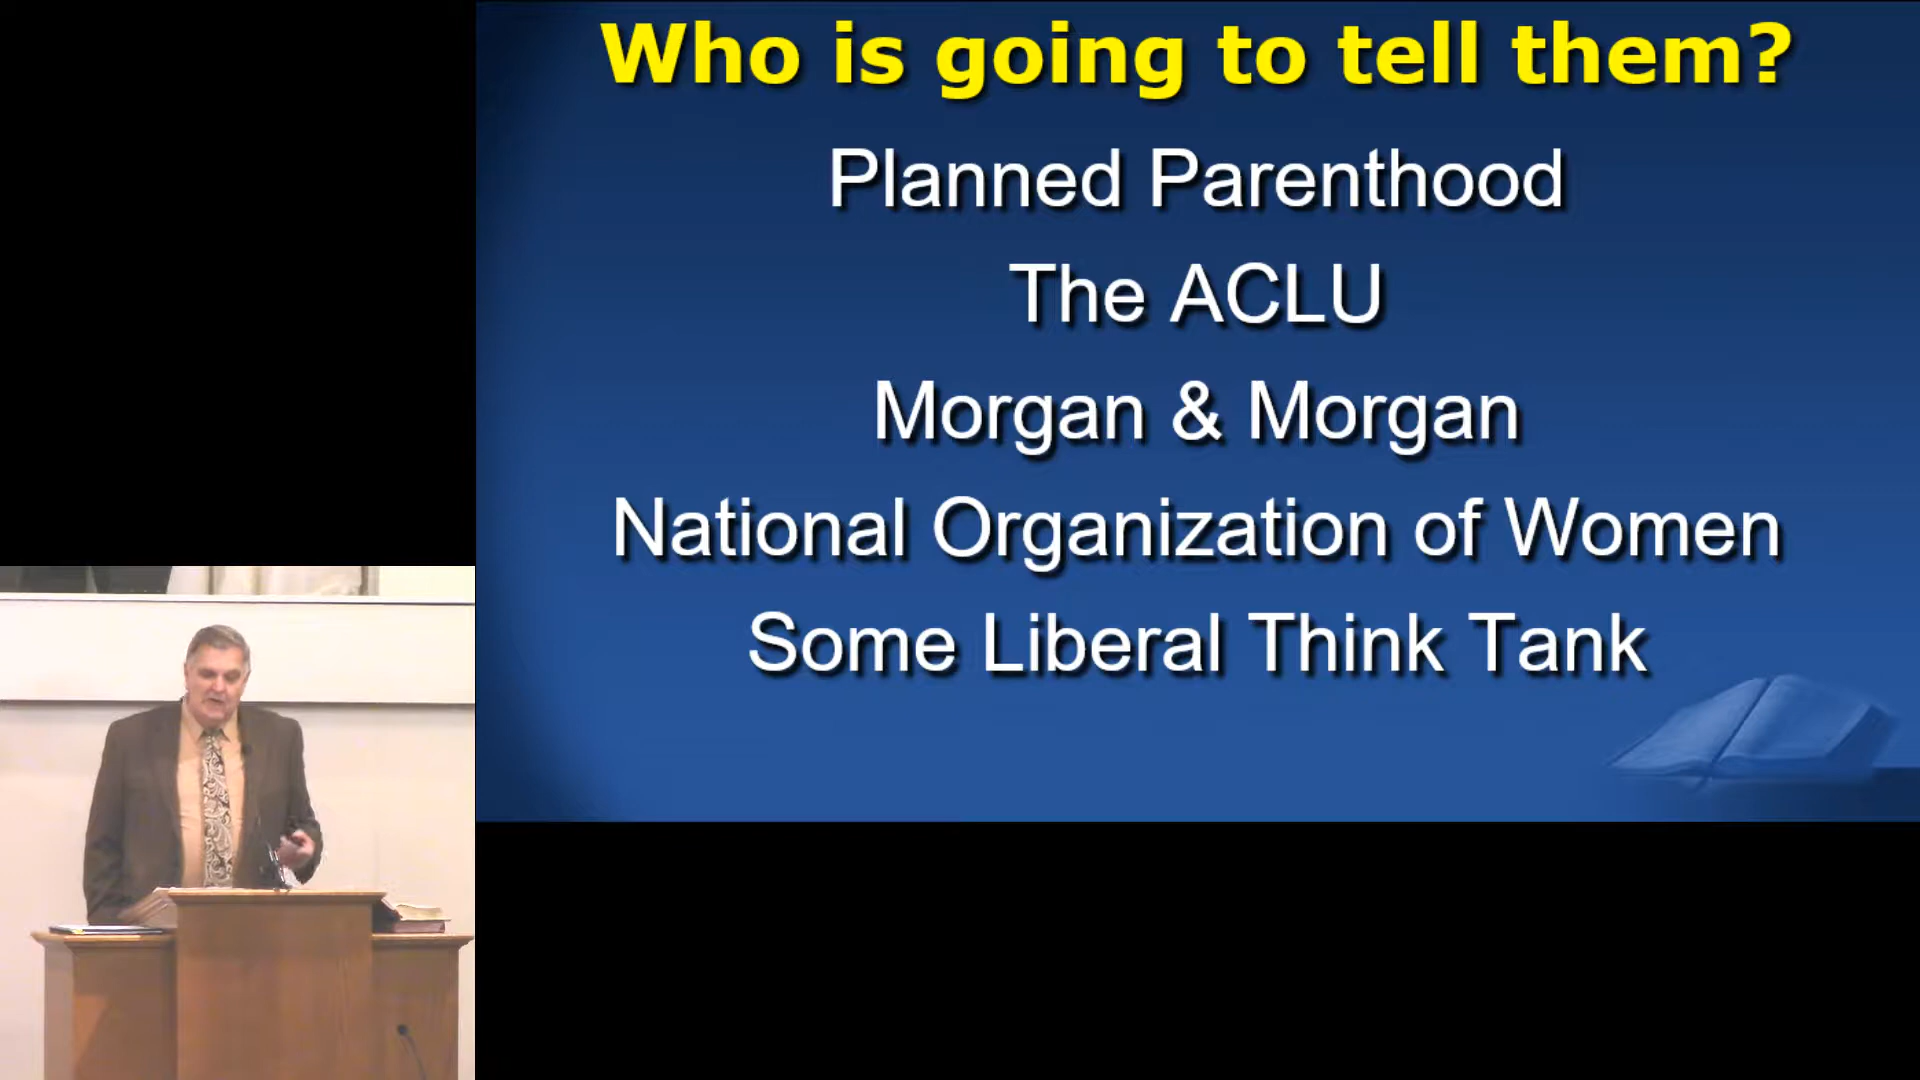 Who is going to tell them?
Planned Parenthood
The ACLU
Morgan & Morgan
National Organization of Women
Some Liberal Think Tank